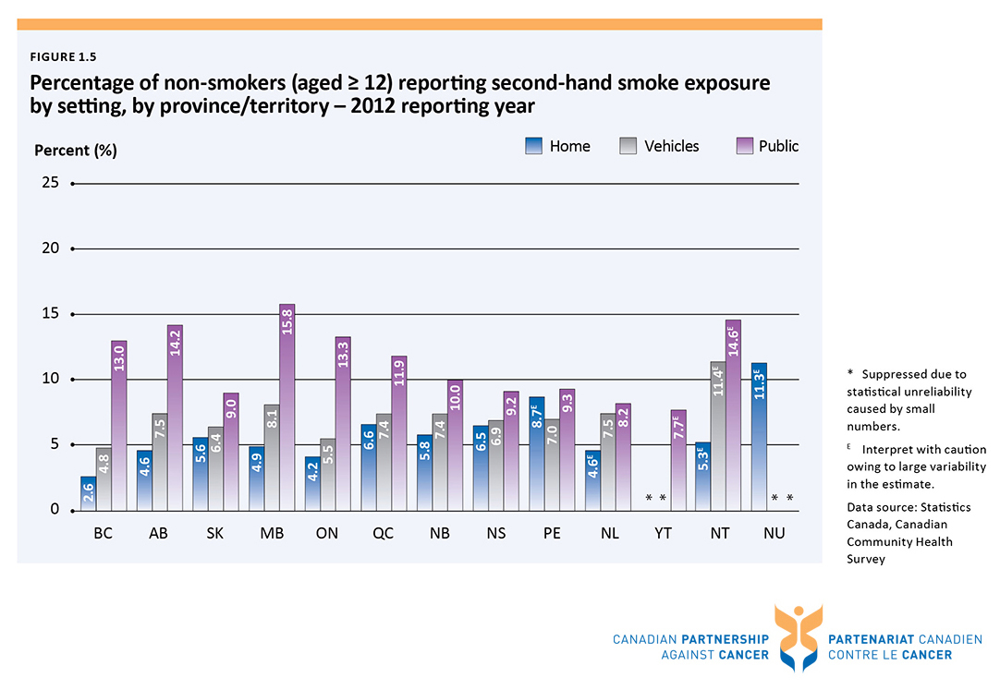 FIGURE 1.5
Percentage of non-smokers (aged ≥ 12) reporting second-hand smoke exposure
by setting, by province/territory – 2012 reporting year
Percent (%)
Home Vehicles Public
25
20
15
10
5
0
2.6 4.8 13.0
4.6 7.5 14.2
5.6 6.4 9.0
4.9 8.1 15.8
4.2 5.5 13.3
6.6 7.4 11.9
5.8 7.4 10.0
6.5 6.9 9.2
8.7E 7.0 9.3
4.6E 7.5 8.2
* * 7.7E
5.3E 11.4E 14.6E
11.3E * *
BC AB SK MB ON QC NB NS PE NL YT NT NU
* Suppressed due to
statistical unreliability
caused by small
numbers.
E Interpret with caution
owing to large variability
in the estimate.
Data source: Statistics
Canada, Canadian
Community Health
Survey
CANADIAN PARTNERSHIP
AGAINST CANCER
PARTENARIAT CANADIEN
CONTRE LE CANCER